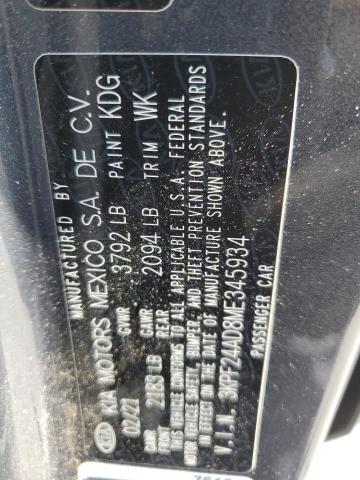 MANUFACTURED BY
KIA KIA MOTORS MEXICO S.A. DE C.V.
02/21 GVWR 3792 LB PAINT KDG
GAWR FRONT 2183 LB GAWR REAR 2094 LB TRIM WK
THIS VEHICLE CONFORMS TO ALL APPLICABLE U.S.A. FEDERAL
MOTOR VEHICLE SAFETY, BUMPER, AND THEFT PREVENTION STANDARDS
IN EFFECT ON THE DATE OF MANUFACTURE SHOWN ABOVE.
V.I.N. 3KPF24AD8ME345934
PASSENGER CAR